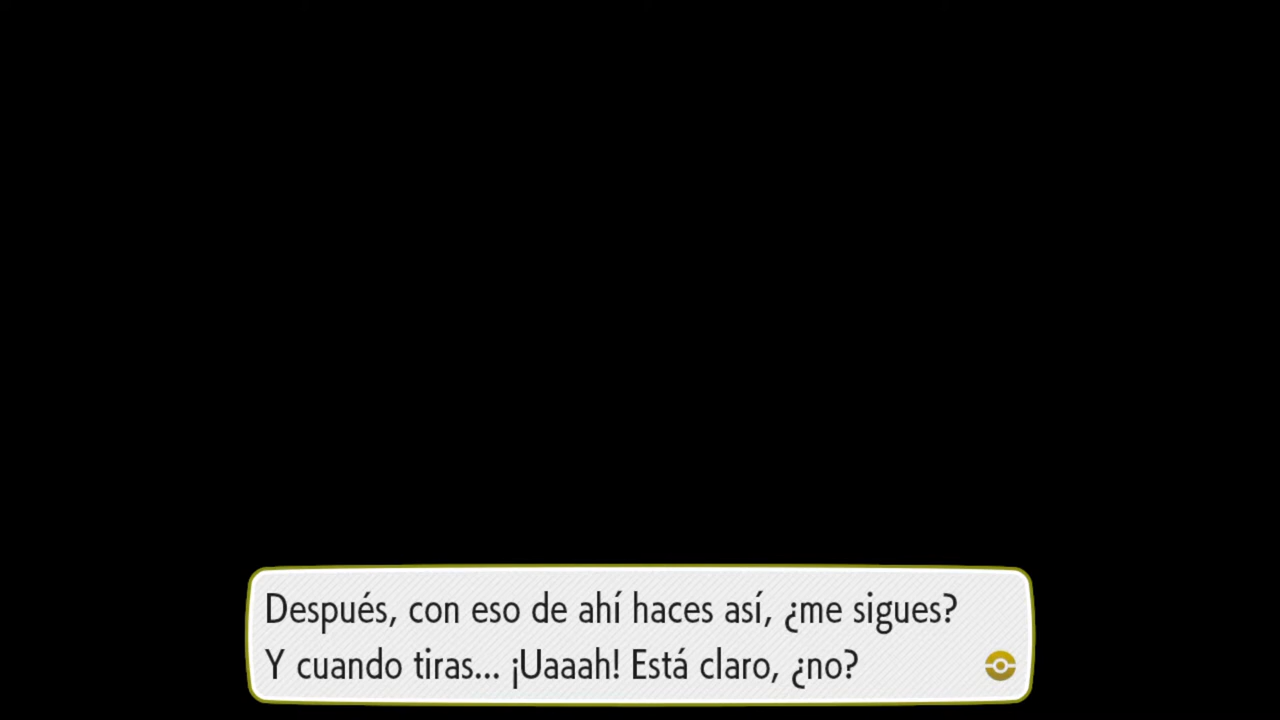 Después, con eso de ahí haces así, ¿me sigues?
Y cuando tiras... ¡Uaaah! Está claro, ¿no?